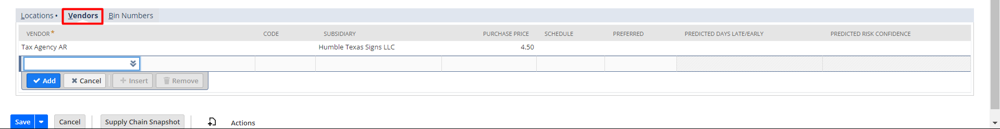 Locations • Vendors Bin Numbers
VENDOR * CODE SUBSIDIARY PURCHASE PRICE SCHEDULE PREFERRED PREDICTED DAYS LATE/EARLY PREDICTED RISK CONFIDENCE
Tax Agency AR Humble Texas Signs LLC 4.50
Add Cancel Insert Remove
Save Cancel Supply Chain Snapshot Actions